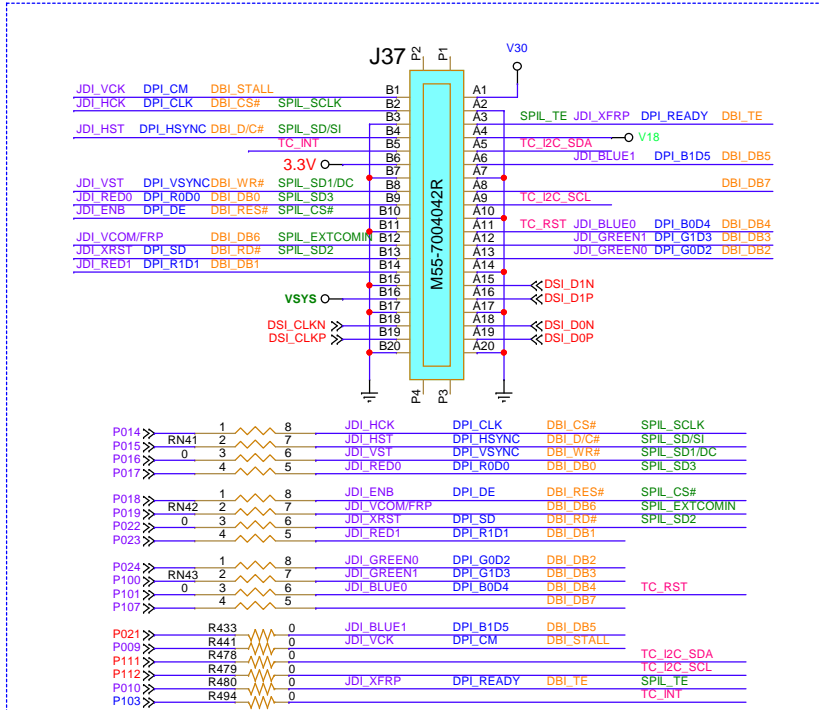 J37 P2 P1 V30
JDI_VCK DPI_CM DBI_STALL B1 A1
JDI_HCK DPI_CLK DBI_CS# SPIL_SCLK B2 A2
B3 A3 SPIL_TE JDI_XFRP DPI_READY DBI_TE
JDI_HST DPI_HSYNC DBI_D/C# SPIL_SD/SI B4 A4 V18
TC_INT B5 A5 TC_I2C_SDA
3.3V B6 A6 JDI_BLUE1 DPI_B1D5 DBI_DB5
B7 A7
JDI_VST DPI_VSYNC DBI_WR# SPIL_SD1/DC B8 A8 DBI_DB7
JDI_RED0 DPI_R0D0 DBI_DB0 SPIL_SD3 B9 A9 TC_I2C_SCL
JDI_ENB DPI_DE DBI_RES# SPIL_CS# B10 A10
B11 A11 TC_RST JDI_BLUE0 DPI_B0D4 DBI_DB4
JDI_VCOM/FRP DBI_DB6 SPIL_EXTCOMIN B12 A12 JDI_GREEN1 DPI_G1D3 DBI_DB3
JDI_XRST DPI_SD DBI_RD# SPIL_SD2 B13 A13 JDI_GREEN0 DPI_G0D2 DBI_DB2
JDI_RED1 DPI_R1D1 DBI_DB1 B14 A14
M55-7004042R
B15 A15 DSI_D1N
VSYS B16 A16 DSI_D1P
B17 A17
DSI_CLKN B18 A18 DSI_D0N
DSI_CLKP B19 A19 DSI_D0P
B20 A20
P4 P3
P014 1 8 JDI_HCK DPI_CLK DBI_CS# SPIL_SCLK
P015 RN41 2 7 JDI_HST DPI_HSYNC DBI_D/C# SPIL_SD/SI
P016 0 3 6 JDI_VST DPI_VSYNC DBI_WR# SPIL_SD1/DC
P017 4 5 JDI_RED0 DPI_R0D0 DBI_DB0 SPIL_SD3
P018 1 8 JDI_ENB DPI_DE DBI_RES# SPIL_CS#
P019 RN42 2 7 JDI_VCOM/FRP DBI_DB6 SPIL_EXTCOMIN
P022 0 3 6 JDI_XRST DPI_SD DBI_RD# SPIL_SD2
P023 4 5 JDI_RED1 DPI_R1D1 DBI_DB1
P024 1 8 JDI_GREEN0 DPI_G0D2 DBI_DB2
P100 RN43 2 7 JDI_GREEN1 DPI_G1D3 DBI_DB3
P101 0 3 6 JDI_BLUE0 DPI_B0D4 DBI_DB4 TC_RST
P107 4 5 DBI_DB7
P021 R433 0 JDI_BLUE1 DPI_B1D5 DBI_DB5
P009 R441 0 JDI_VCK DPI_CM DBI_STALL
P111 R478 0 TC_I2C_SDA
P112 R479 0 TC_I2C_SCL
P010 R480 0 JDI_XFRP DPI_READY DBI_TE SPIL_TE
P103 R494 0 TC_INT